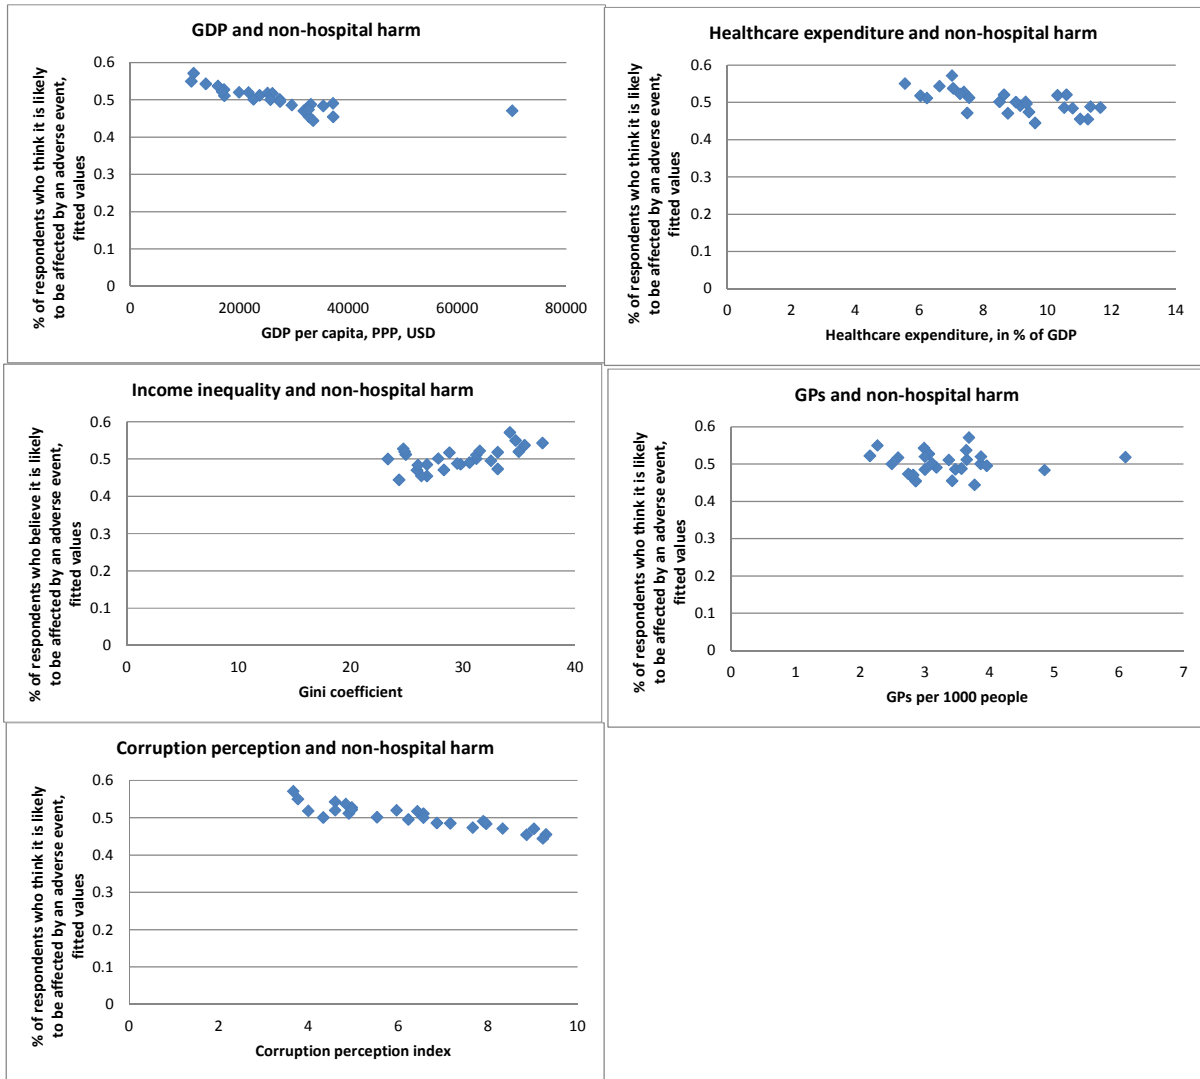 GDP and non-hospital harm
% of respondents who think it is likely
to be affected by an adverse event,
fitted values
0.6
0.5
0.4
0.3
0.2
0.1
0
0 20000 40000 60000 80000
GDP per capita, PPP, USD
Healthcare expenditure and non-hospital harm
% of respondents who think it is likely
to be affected by an adverse event,
fitted values
0.6
0.5
0.4
0.3
0.2
0.1
0
0 2 4 6 8 10 12 14
Healthcare expenditure, in % of GDP
Income inequality and non-hospital harm
% of respondents who believe it is likely
to be affected by an adverse event,
fitted values
0.6
0.5
0.4
0.3
0.2
0.1
0
0 10 20 30 40
Gini coefficient
GPs and non-hospital harm
% of respondents who think it is likely
to be affected by an adverse event,
fitted values
0.6
0.5
0.4
0.3
0.2
0.1
0
0 1 2 3 4 5 6 7
GPs per 1000 people
Corruption perception and non-hospital harm
% of respondents who think it is likely
to be affected by an adverse event,
fitted values
0.6
0.5
0.4
0.3
0.2
0.1
0
0 2 4 6 8 10
Corruption perception index